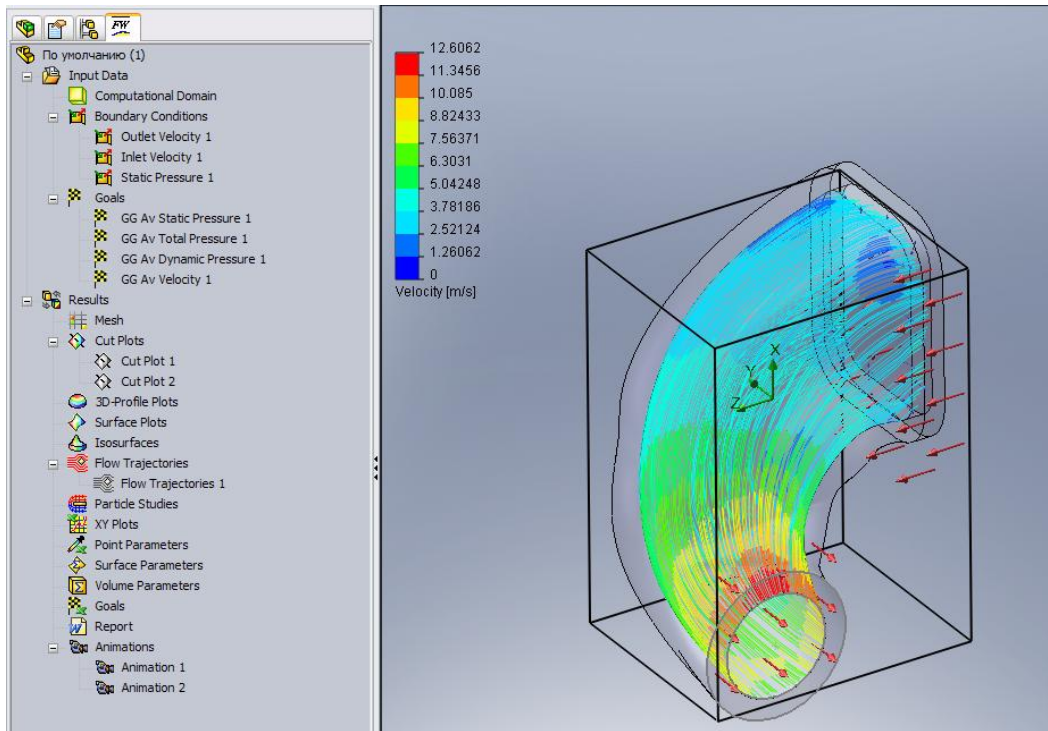 FW
По умолчанию (1)
Input Data
Computational Domain
Boundary Conditions
Outlet Velocity 1
Inlet Velocity 1
Static Pressure 1
Goals
GG Av Static Pressure 1
GG Av Total Pressure 1
GG Av Dynamic Pressure 1
GG Av Velocity 1
Results
Mesh
Cut Plots
Cut Plot 1
Cut Plot 2
3D-Profile Plots
Surface Plots
Isosurfaces
Flow Trajectories
Flow Trajectories 1
Particle Studies
XY Plots
Point Parameters
Surface Parameters
Volume Parameters
Goals
Report
Animations
Animation 1
Animation 2
12.6062
11.3456
10.085
8.82433
7.56371
6.3031
5.04248
3.78186
2.52124
1.26062
0
Velocity [m/s]
X
Y
Z